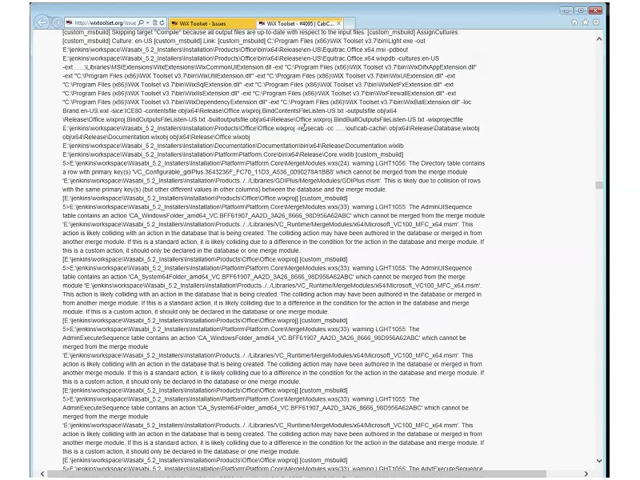 http://wixtoolset.org/issue
WiX Toolset - Issues
WiX Toolset - #4095 | CabC...
[custom_msbuild] Skipping target "Compile" because all output files are up-to-date with respect to the input files. [custom_msbuild] AssignCultures:
[custom_msbuild] Culture: en-US [custom_msbuild] Link: [custom_msbuild] C:\Program Files (x86)\WiX Toolset v3.7\bin\Light.exe -out
E:\jenkins\workspace\Wasabi_5.2_Installers\Installation\Products\Office\bin\x64\Release\en-US\Equitrac.Office.x64.msi -pdbout
E:\jenkins\workspace\Wasabi_5.2_Installers\Installation\Products\Office\bin\x64\Release\en-US\Equitrac.Office.x64.wixpdb -cultures:en-US
-ext ..\..\Libraries\MSIExtensions\WixExtensions\WixCommonUIExtension.dll -ext "C:\Program Files (x86)\WiX Toolset v3.7\bin\WixDifxAppExtension.dll"
-ext "C:\Program Files (x86)\WiX Toolset v3.7\bin\WixUtilExtension.dll" -ext "C:\Program Files (x86)\WiX Toolset v3.7\bin\WixUIExtension.dll" -ext
"C:\Program Files (x86)\WiX Toolset v3.7\bin\WixSqlExtension.dll" -ext "C:\Program Files (x86)\WiX Toolset v3.7\bin\WixNetFxExtension.dll" -ext
"C:\Program Files (x86)\WiX Toolset v3.7\bin\WixIIsExtension.dll" -ext "C:\Program Files (x86)\WiX Toolset v3.7\bin\WixFirewallExtension.dll" -ext
"C:\Program Files (x86)\WiX Toolset v3.7\bin\WixDependencyExtension.dll" -ext "C:\Program Files (x86)\WiX Toolset v3.7\bin\WixBalExtension.dll" -loc
Brand.en-US.wxl -sice:ICE80 -contentsfile obj\x64\Release\Office.wixproj.BindContentsFileListen-US.txt -outputsfile obj\x64
\Release\Office.wixproj.BindOutputsFileListen-US.txt -builtoutputsfile obj\x64\Release\Office.wixproj.BindBuiltOutputsFileListen-US.txt -wixprojectfile
E:\jenkins\workspace\Wasabi_5.2_Installers\Installation\Products\Office\Office.wixproj -reusecab -cc
obj\x64\Release\Documentation.wixobj obj\x64\Release\Office.wixobj
E:\jenkins\workspace\Wasabi_5.2_Installers\Installation\Documentation\Documentation\bin\x64\Release\Documentation.wixlib
E:\jenkins\workspace\Wasabi_5.2_Installers\Installation\Platform\Platform.Core\bin\x64\Release\Core.wixlib [custom_msbuild]
5>E:\jenkins\workspace\Wasabi_5.2_Installers\Installation\Platform\Platform.Core\MergeModules.wxs(24): warning LGHT1056: The Directory table contains
a row with primary key(s)
E:\jenkins\workspace\Wasabi_5.2_Installers\Installation\Products../../Libraries/GDIPlus/GDIPlus.msm'. This is likely due to collision of rows
with the same primary key(s) (but other different values in other columns) between the database and the merge module.
[E:\jenkins\workspace\Wasabi_5.2_Installers\Installation\Products\Office\Office.wixproj] [custom_msbuild]
5>E:\jenkins\workspace\Wasabi_5.2_Installers\Installation\Platform\Platform.Core\MergeModules.wxs(33): warning LGHT1055: The AdminUISequence
table contains an action 'CA_WindowsFolder_amd64_VC.BFF61907_AA2D_3A26_8666_98D956A62ABC' which cannot be merged from the merge module
E:\jenkins\workspace\Wasabi_5.2_Installers\Installation\Products../../Libraries/VC_Runtime/MergeModules/x64/Microsoft_VC100_MFC_x64.msm'. This
action is likely colliding with an action in the database that is being created. The colliding action may have been authored in the database or merged in from
another merge module. If this is a standard action, it is likely colliding due to a difference in the condition for the action in the database and merge module. If
this is a custom action, it should only be declared in the database or one merge module.
[E:\jenkins\workspace\Wasabi_5.2_Installers\Installation\Products\Office\Office.wixproj] [custom_msbuild]
5>E:\jenkins\workspace\Wasabi_5.2_Installers\Installation\Platform\Platform.Core\MergeModules.wxs(33): warning LGHT1055: The AdminUISequence
table contains an action 'CA_System64Folder_amd64_VC.BFF61907_AA2D_3A26_8666_98D956A62ABC' which cannot be merged from the merge
module 'E:\jenkins\workspace\Wasabi_5.2_Installers\Installation\Products../../Libraries/VC_Runtime/MergeModules/x64/Microsoft_VC100_MFC_x64.msm'.
This action is likely colliding with an action in the database that is being created. The colliding action may have been authored in the database or merged in
from another merge module. If this is a standard action, it is likely colliding due to a difference in the condition for the action in the database and merge
module. If this is a custom action, it should only be declared in the database or one merge module.
[E:\jenkins\workspace\Wasabi_5.2_Installers\Installation\Products\Office\Office.wixproj] [custom_msbuild]
5>E:\jenkins\workspace\Wasabi_5.2_Installers\Installation\Platform\Platform.Core\MergeModules.wxs(33): warning LGHT1055: The
AdminExecuteSequence table contains an action 'CA_WindowsFolder_amd64_VC.BFF61907_AA2D_3A26_8666_98D956A62ABC' which cannot be
merged from the merge module
'E:\jenkins\workspace\Wasabi_5.2_Installers\Installation\Products../../Libraries/VC_Runtime/MergeModules/x64/Microsoft_VC100_MFC_x64.msm'. This
action is likely colliding with an action in the database that is being created. The colliding action may have been authored in the database or merged in from
another merge module. If this is a standard action, it is likely colliding due to a difference in the condition for the action in the database and merge module. If
this is a custom action, it should only be declared in the database or one merge module.
[E:\jenkins\workspace\Wasabi_5.2_Installers\Installation\Products\Office\Office.wixproj] [custom_msbuild]
5>E:\jenkins\workspace\Wasabi_5.2_Installers\Installation\Platform\Platform.Core\MergeModules.wxs(33): warning LGHT1055: The
AdminExecuteSequence table contains an action 'CA_System64Folder_amd64_VC.BFF61907_AA2D_3A26_8666_98D956A62ABC' which cannot be
merged from the merge module
'E:\jenkins\workspace\Wasabi_5.2_Installers\Installation\Products../../Libraries/VC_Runtime/MergeModules/x64/Microsoft_VC100_MFC_x64.msm'. This
action is likely colliding with an action in the database that is being created. The colliding action may have been authored in the database or merged in from
another merge module. If this is a standard action, it is likely colliding due to a difference in the condition for the action in the database and merge module. If
this is a custom action, it should only be declared in the database or one merge module.
[E:\jenkins\workspace\Wasabi_5.2_Installers\Installation\Products\Office\Office.wixproj] [custom_msbuild]